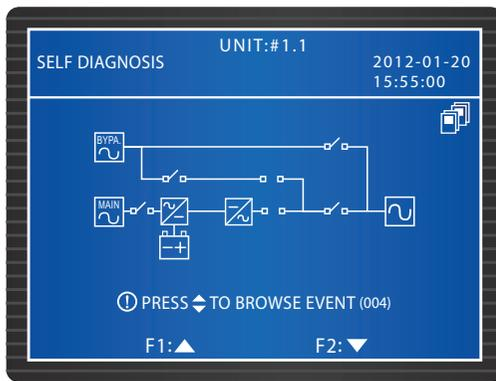 UNIT:#1.1
SELF DIAGNOSIS
2012-01-20
15:55:00
BYPA.
MAIN
PRESS TO BROWSE EVENT (004)
F1:
F2: